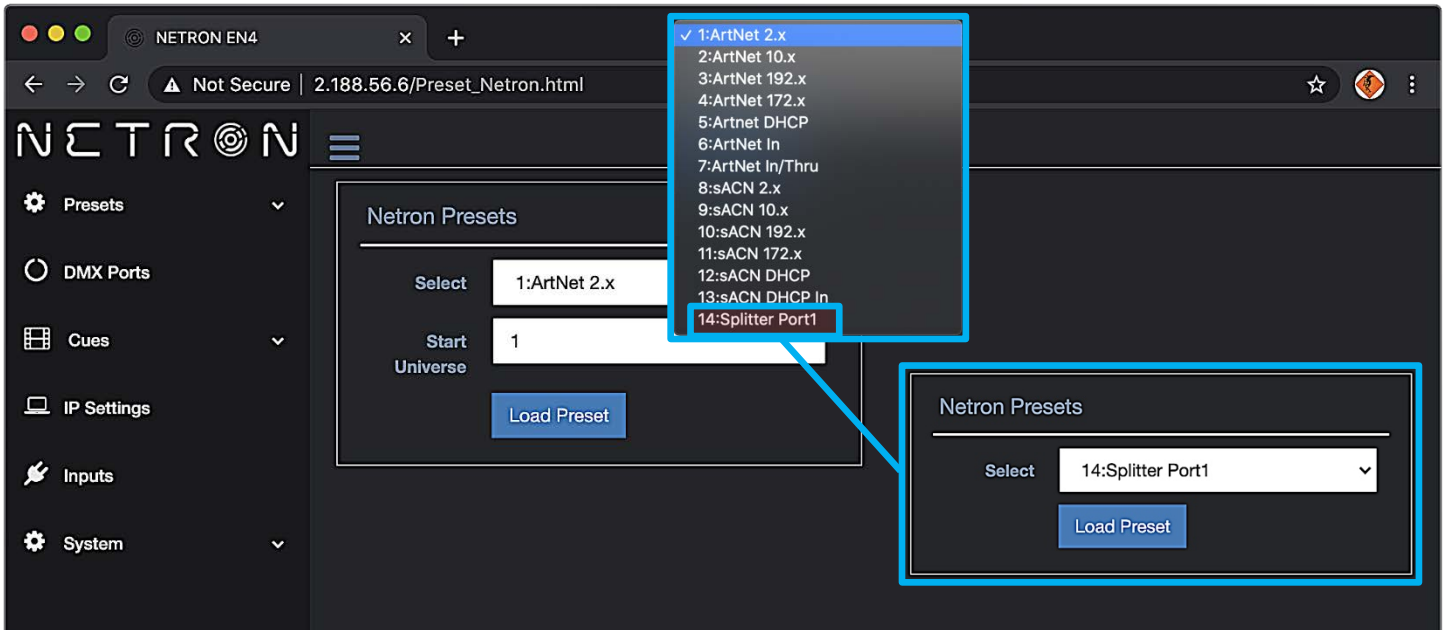 NETRON EN4
Not Secure | 2.188.56.6/Preset_Netron.html
NETRON
Presets
DMX Ports
Cues
IP Settings
Inputs
System
Netron Presets
Select 1:ArtNet 2.x
Start Universe 1
Load Preset
✓ 1:ArtNet 2.x
2:ArtNet 10.x
3:ArtNet 192.x
4:ArtNet 172.x
5:Artnet DHCP
6:ArtNet In
7:ArtNet In/Thru
8:sACN 2.x
9:sACN 10.x
10:sACN 192.x
11:sACN 172.x
12:sACN DHCP
13:sACN DHCP In
14:Splitter Port1
Netron Presets
Select 14:Splitter Port1
Load Preset